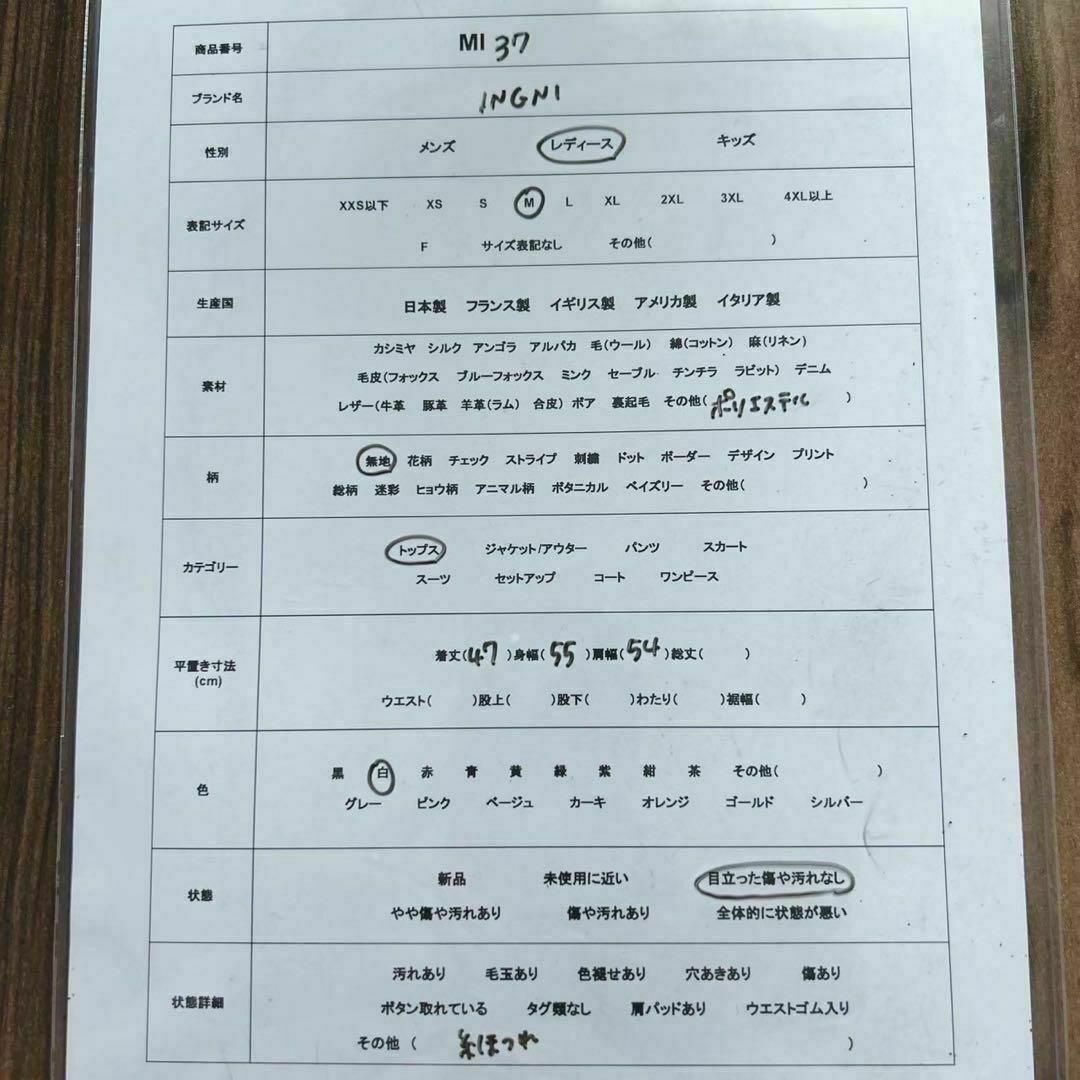 商品番号 MI 37
ブランド名 INGNI
性別 メンズ レディース キッズ
表記サイズ XXS以下 XS S M L XL 2XL 3XL 4XL以上
F サイズ表記なし その他( )
生産国 日本製 フランス製 イギリス製 アメリカ製 イタリア製
素材 カシミヤ シルク アンゴラ アルパカ 毛(ウール) 綿(コットン) 麻(リネン)
毛皮(フォックス ブルーフォックス ミンク セーブル チンチラ ラビット) デニム
レザー(牛革 豚革 羊革(ラム) 合皮) ボア 裏起毛 その他(ポリエステル )
柄 無地 花柄 チェック ストライプ 刺繍 ドット ボーダー デザイン プリント
総柄 迷彩 ヒョウ柄 アニマル柄 ボタニカル ペイズリー その他( )
カテゴリー トップス ジャケット/アウター パンツ スカート
スーツ セットアップ コート ワンピース
平置き寸法 (cm) 着丈(47 )身幅(55 )肩幅(54 )総丈( )
ウエスト( )股上( )股下( )わたり( )裾幅( )
色 黒 白 赤 青 黄 緑 紫 紺 茶 その他( )
グレー ピンク ベージュ カーキ オレンジ ゴールド シルバー
状態 新品 未使用に近い 目立った傷や汚れなし
やや傷や汚れあり 傷や汚れあり 全体的に状態が悪い
状態詳細 汚れあり 毛玉あり 色褪せあり 穴あきあり 傷あり
ボタン取れている タグ類なし 肩パッドあり ウエストゴム入り
その他 ( 糸ほつれ )